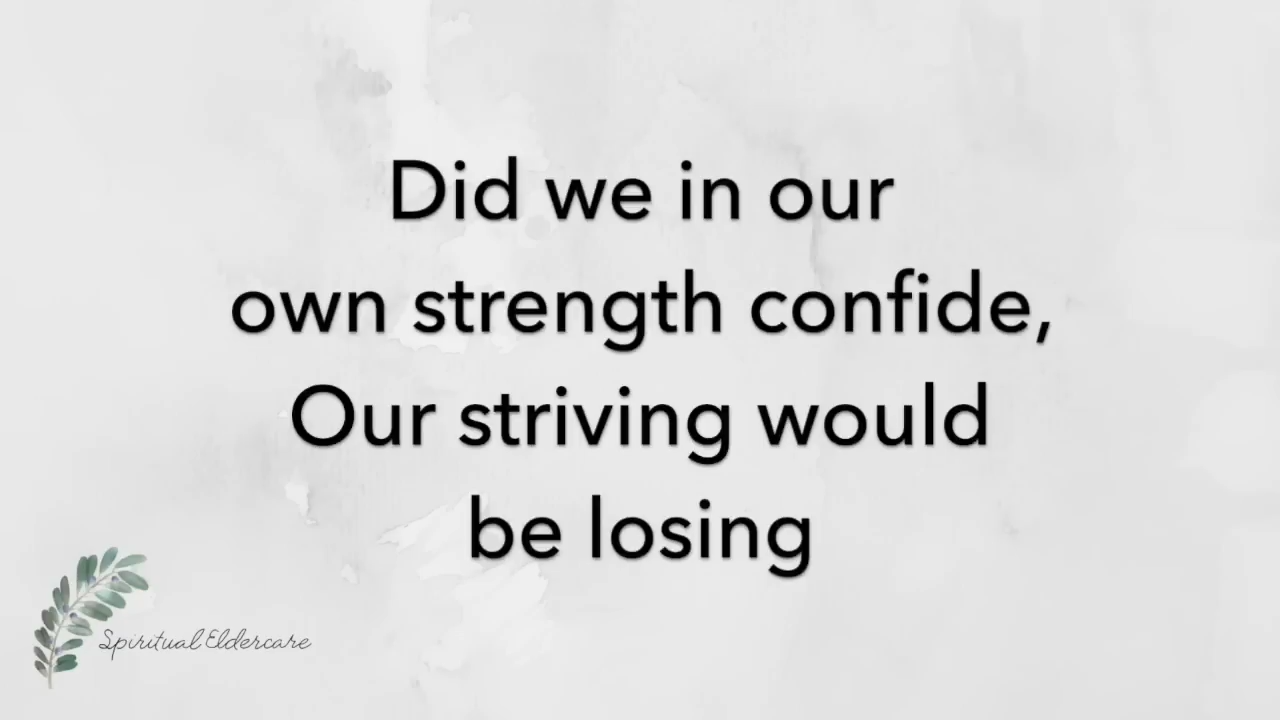 Did we in our
own strength confide,
Our striving would
be losing
Spiritual Eldercare